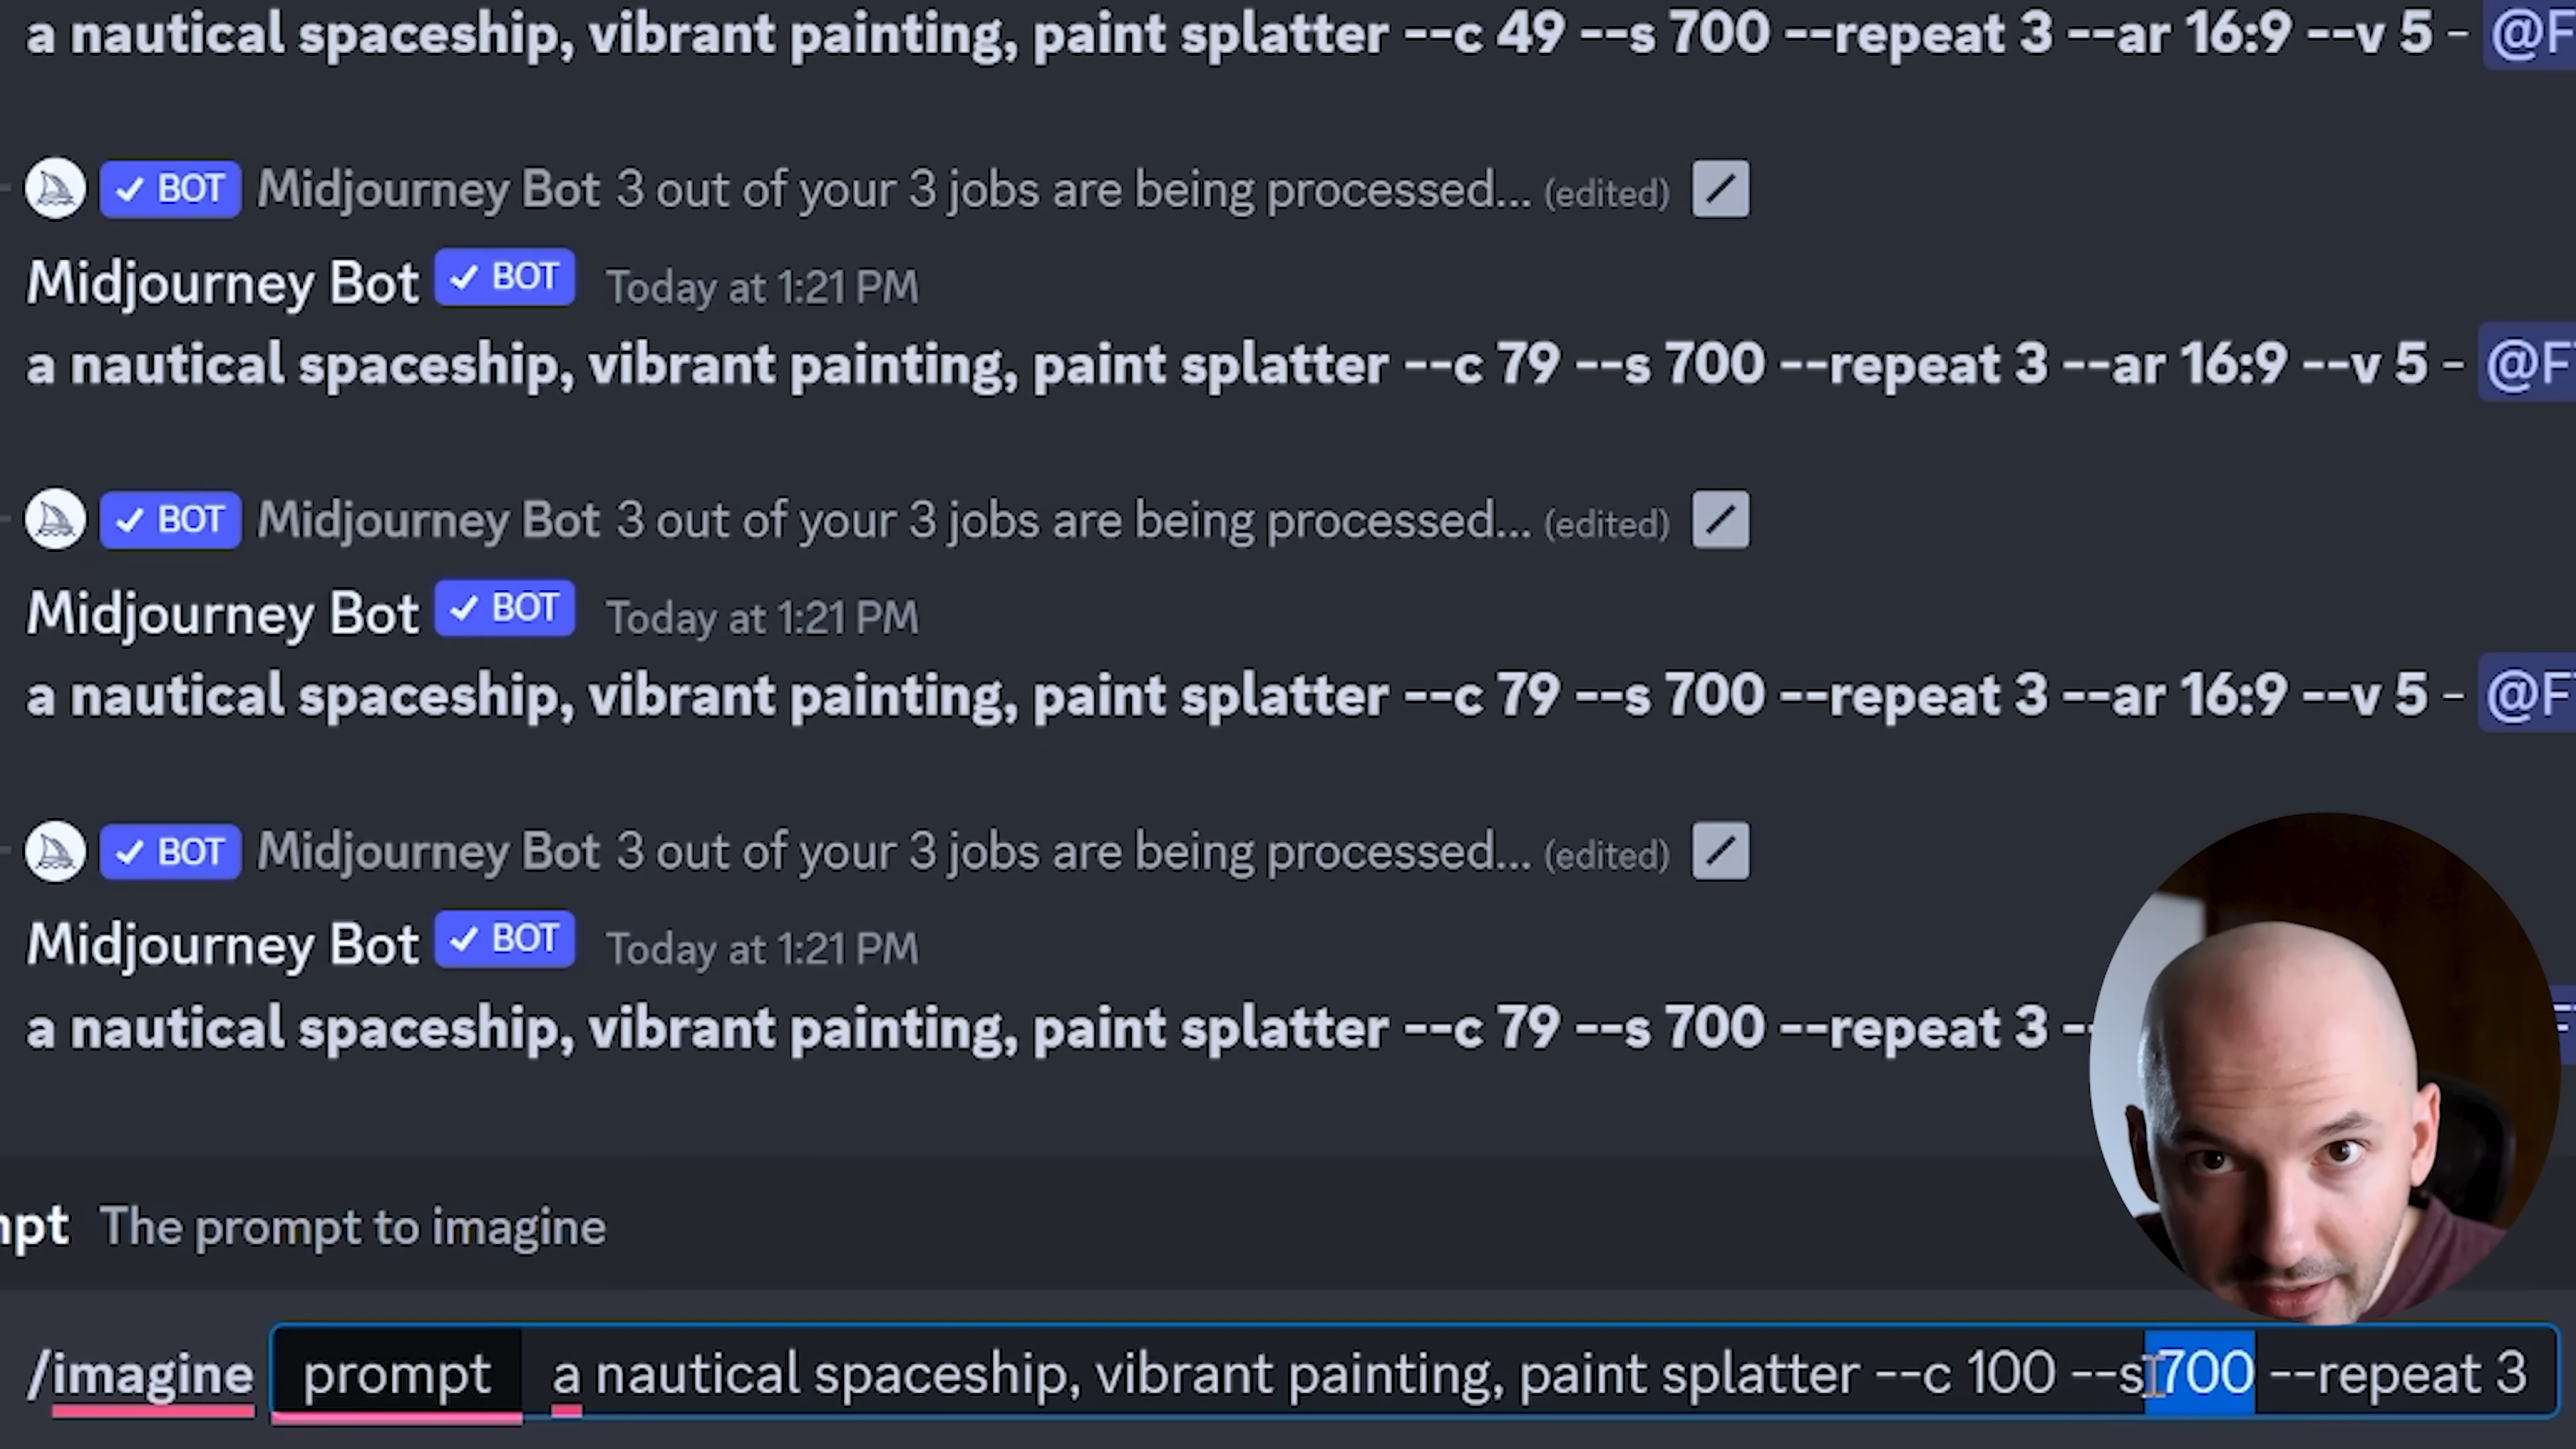 a nautical spaceship, vibrant painting, paint splatter --c 49 --s 700 --repeat 3 --ar 16:9 --v 5 - @F
✓ BOT Midjourney Bot 3 out of your 3 jobs are being processed... (edited)
Midjourney Bot ✓ BOT Today at 1:21 PM
a nautical spaceship, vibrant painting, paint splatter --c 79 --s 700 --repeat 3 --ar 16:9 --v 5 - @F
✓ BOT Midjourney Bot 3 out of your 3 jobs are being processed... (edited)
Midjourney Bot ✓ BOT Today at 1:21 PM
a nautical spaceship, vibrant painting, paint splatter --c 79 --s 700 --repeat 3 --ar 16:9 --v 5 - @F
✓ BOT Midjourney Bot 3 out of your 3 jobs are being processed... (edited)
Midjourney Bot ✓ BOT Today at 1:21 PM
a nautical spaceship, vibrant painting, paint splatter --c 79 --s 700 --repeat 3 --
mpt The prompt to imagine
/imagine prompt a nautical spaceship, vibrant painting, paint splatter --c 100 --s 700 --repeat 3